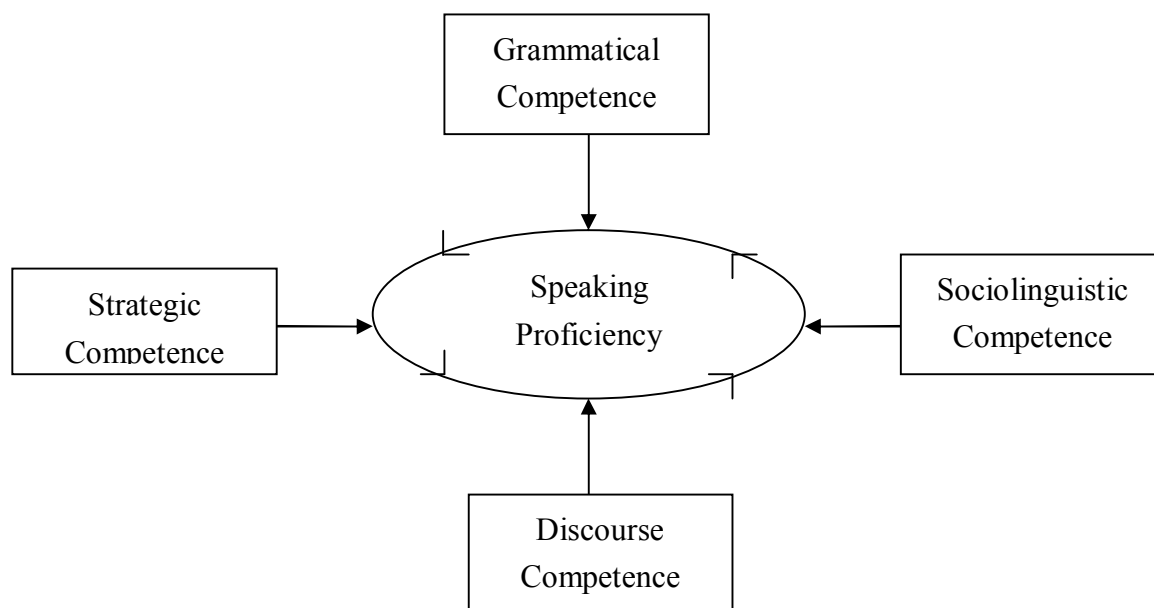 Grammatical
Competence
Speaking
Proficiency
Strategic
Competence
Sociolinguistic
Competence
Discourse
Competence